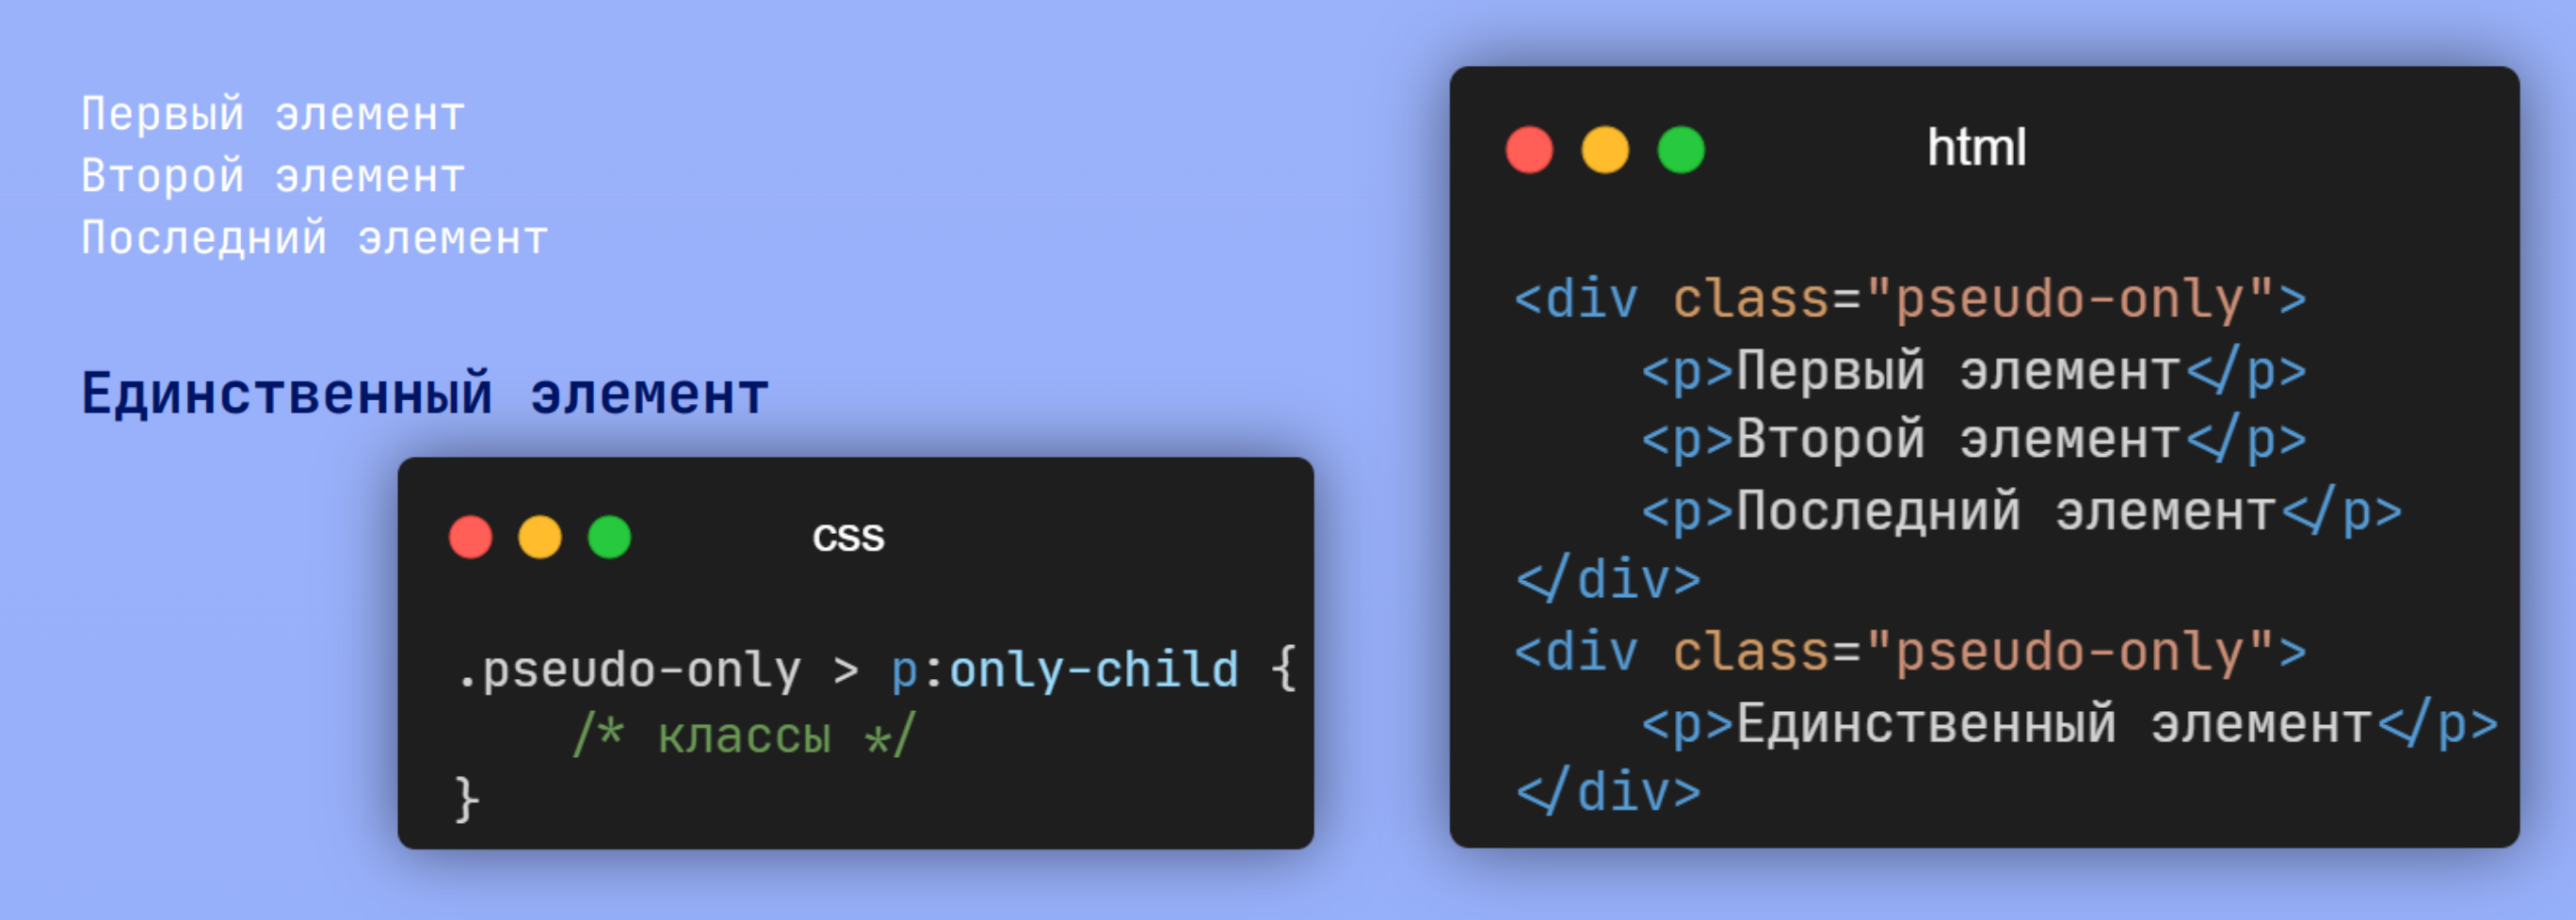 Первый элемент
Второй элемент
Последний элемент
Единственный элемент
css
.pseudo-only > p:only-child {
    /* классы */
}
html
<div class="pseudo-only">
    <p>Первый элемент</p>
    <p>Второй элемент</p>
    <p>Последний элемент</p>
</div>
<div class="pseudo-only">
    <p>Единственный элемент</p>
</div>